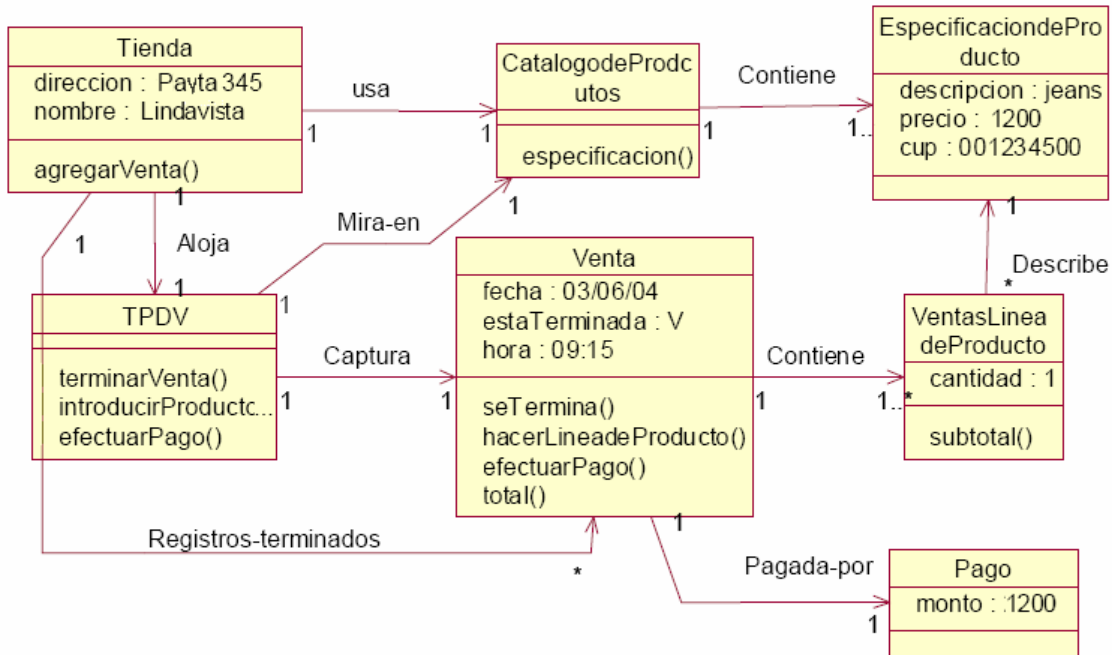 Tienda
direccion : Payta 345
nombre : Lindavista
agregarVenta()
usa
1
1
CatalogodeProdc
utos
especificacion()
Contiene
1
1..
EspecificaciondePro
ducto
descripcion : jeans
precio : 1200
cup : 001234500
1
1
Aloja
1
Mira-en
1
1
TPDV
terminarVenta()
introducirProductc...
efectuarPago()
Captura
1
1
Venta
fecha : 03/06/04
estaTerminada : V
hora : 09:15
seTermina()
hacerLineadeProducto()
efectuarPago()
total()
Contiene
1
1..*
1
Describe
*
VentasLinea
deProducto
cantidad : 1
subtotal()
Registros-terminados
*
1
Pagada-por
1
Pago
monto : 1200